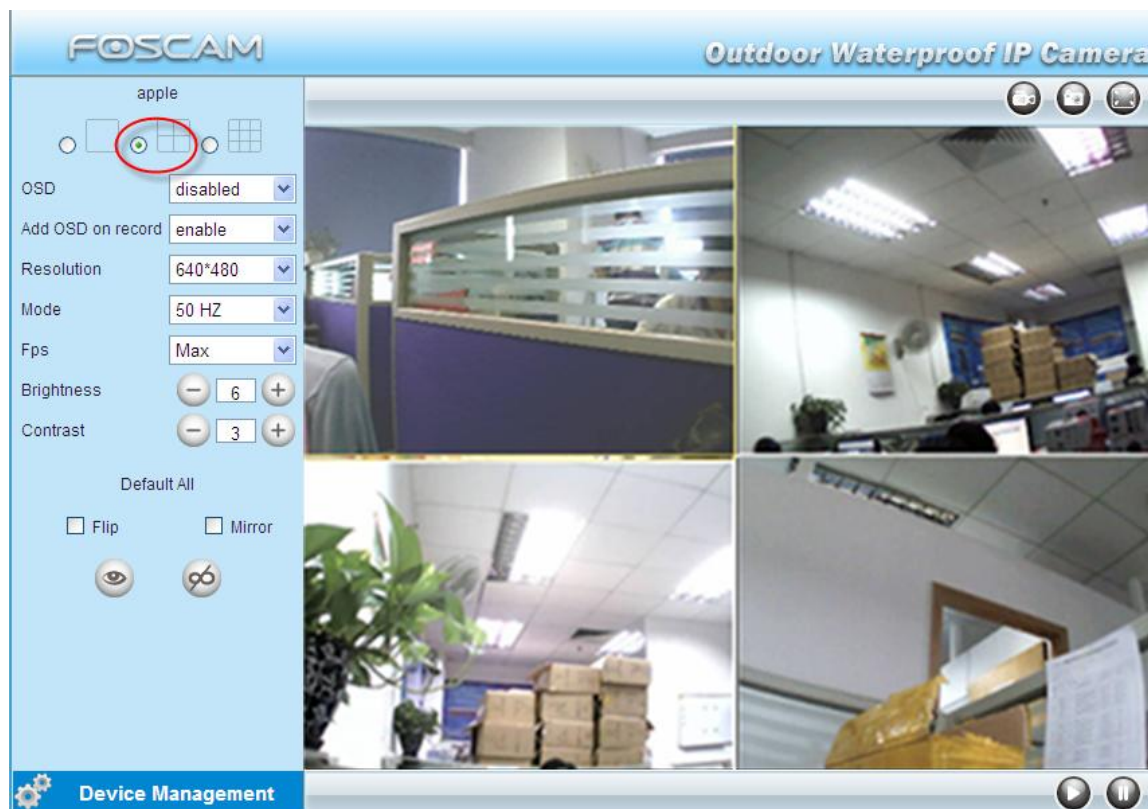 FOSCAM
Outdoor Waterproof IP Camera
apple
OSD disabled
Add OSD on record enable
Resolution 640*480
Mode 50 HZ
Fps Max
Brightness 6
Contrast 3
Default All
Flip Mirror
Device Management